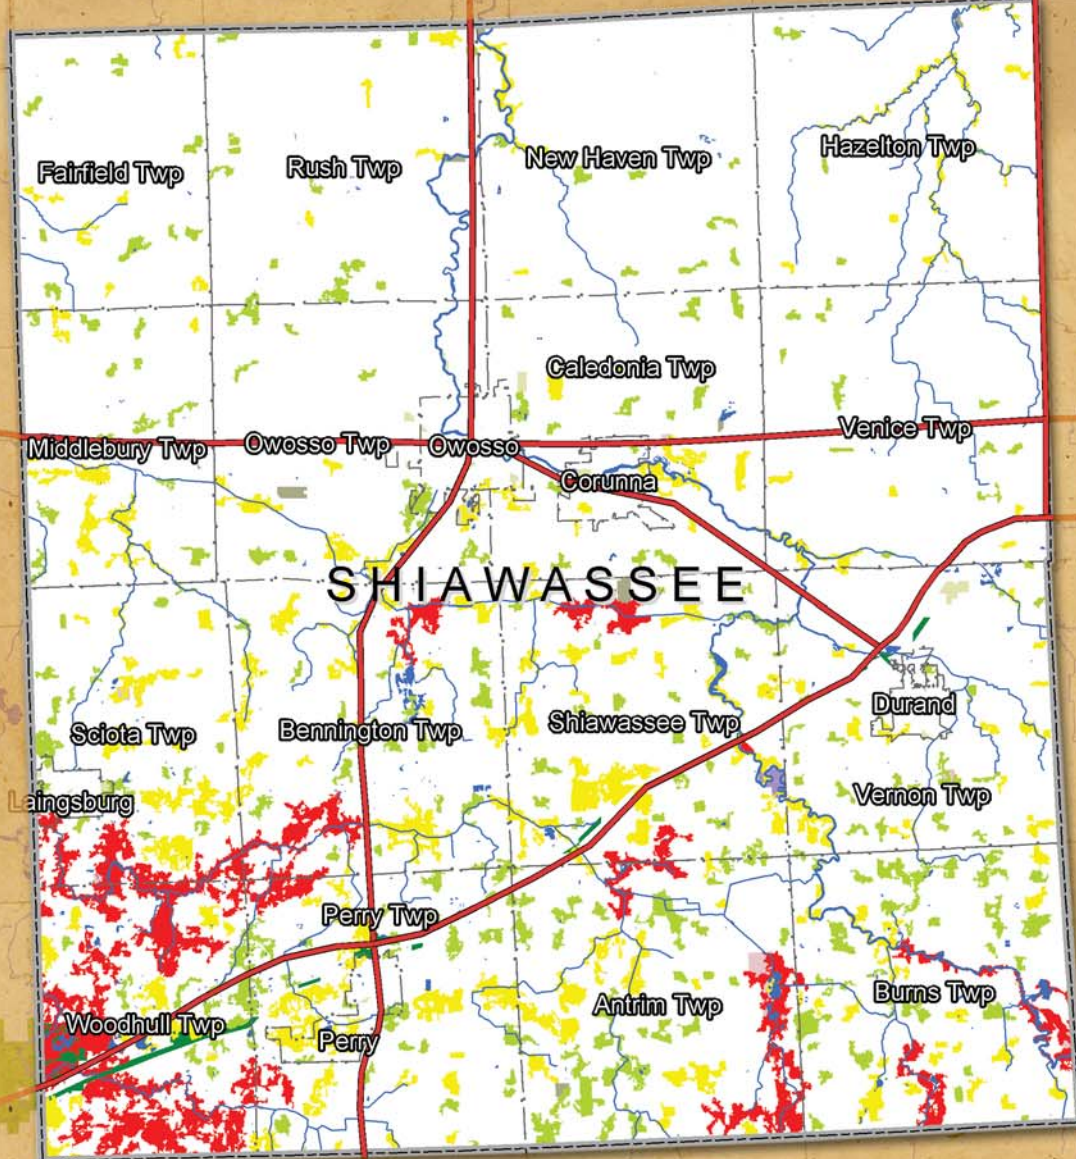 Fairfield Twp
Rush Twp
New Haven Twp
Hazelton Twp
Caledonia Twp
Middlebury Twp
Owosso Twp
Owosso
Venice Twp
Corunna
SHIAWASSEE
Sciota Twp
Bennington Twp
Shiawassee Twp
Durand
Laingsburg
Vernon Twp
Perry Twp
Woodhull Twp
Perry
Antrim Twp
Burns Twp